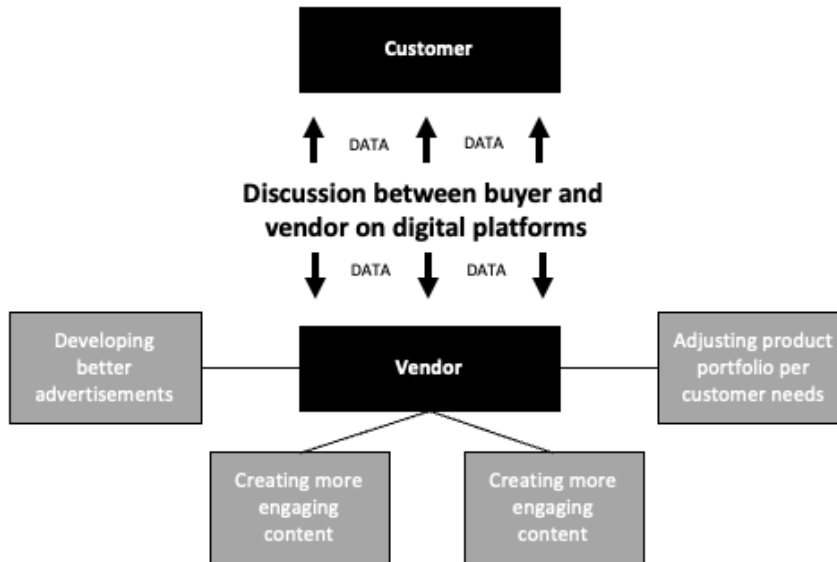 Customer
DATA DATA
Discussion between buyer and
vendor on digital platforms
DATA DATA
Developing
better
advertisements
Vendor
Adjusting product
portfolio per
customer needs
Creating more
engaging
content
Creating more
engaging
content